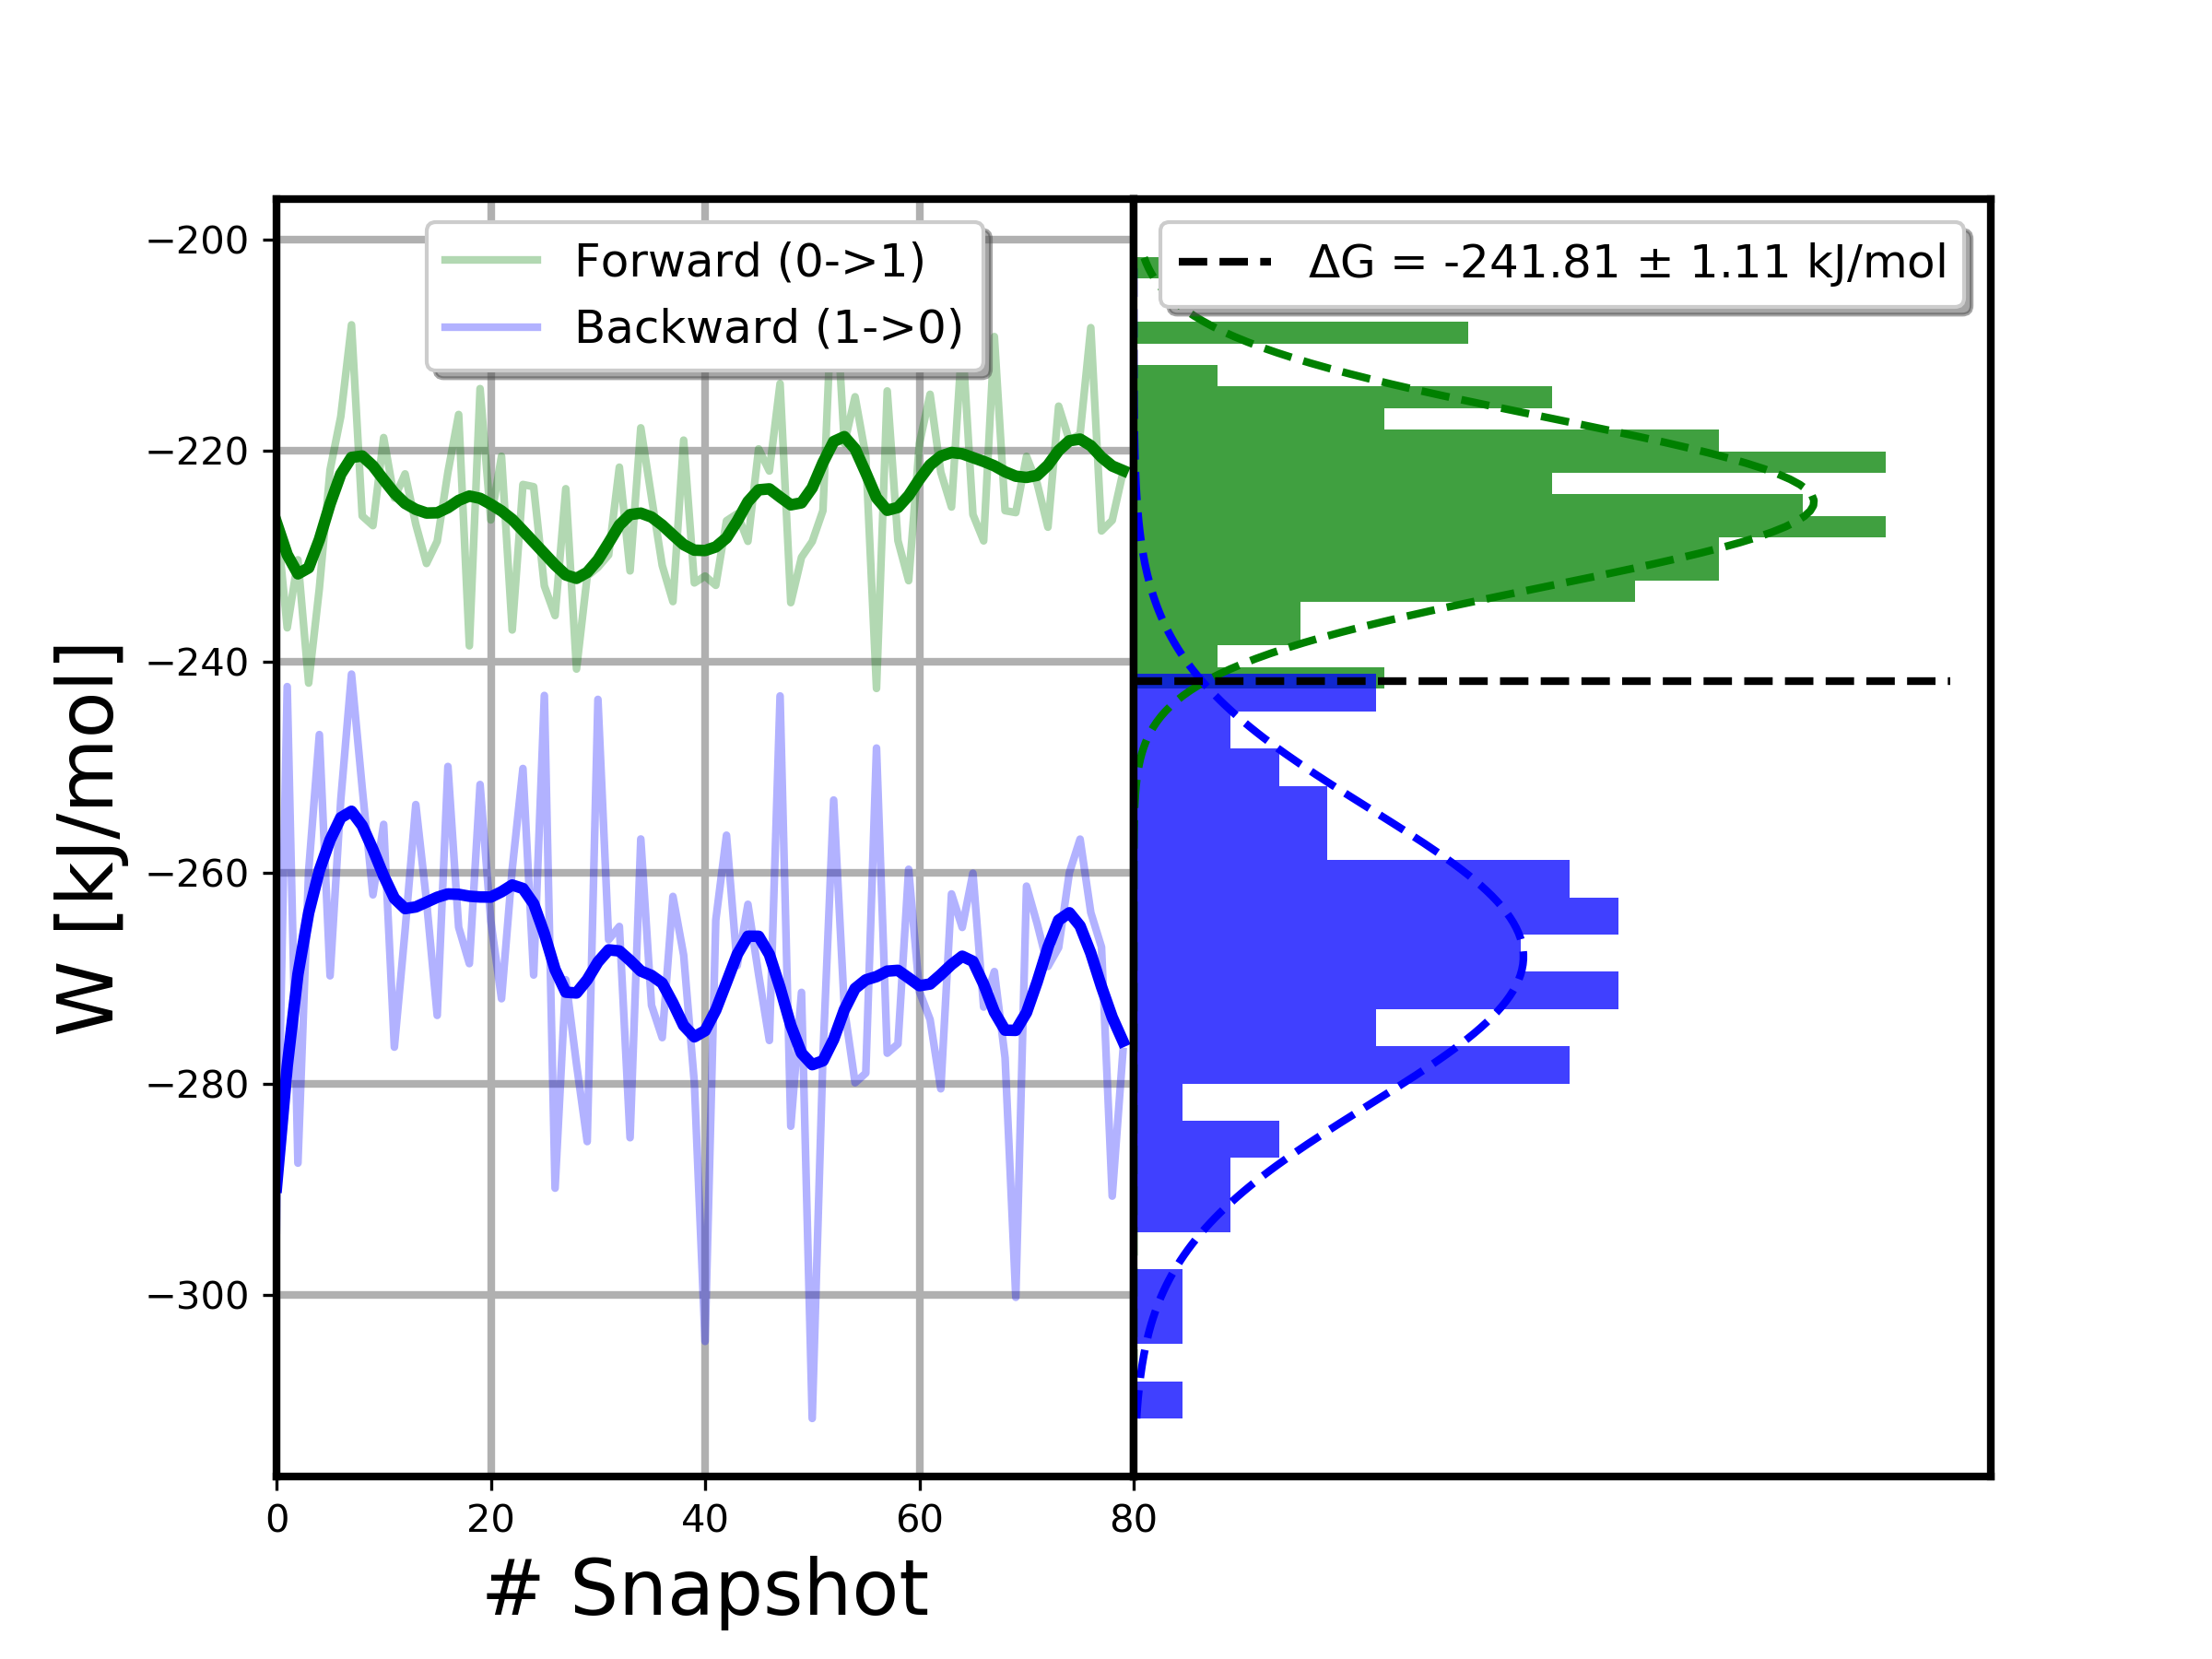 Forward (0->1)
Backward (1->0)
ΔG = -241.81 ± 1.11 kJ/mol
W [kJ/mol]
−200
−220
−240
−260
−280
−300
0 20 40 60 80
# Snapshot